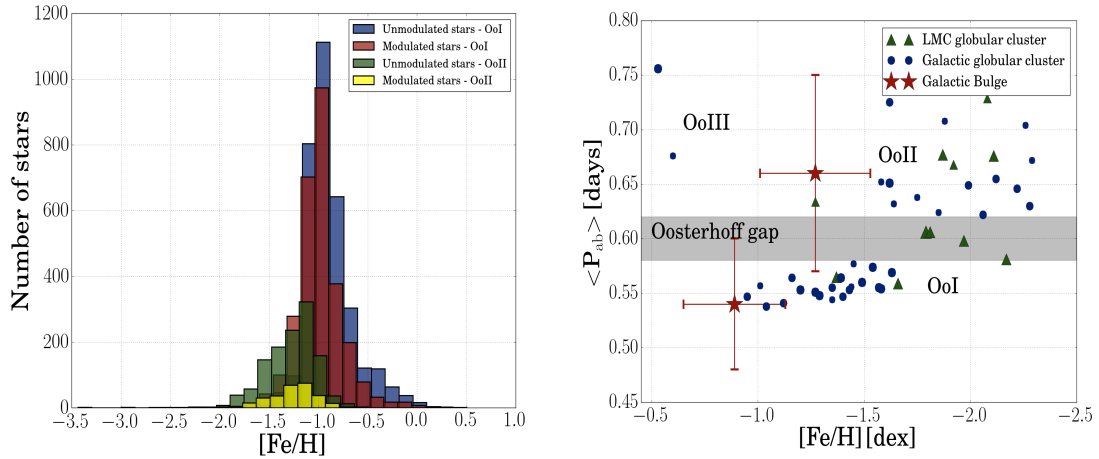 1200
1000
800
600
400
200
0
Number of stars
Unmodulated stars - OoI
Modulated stars - OoI
Unmodulated stars - OoII
Modulated stars - OoII
−3.5 −3.0 −2.5 −2.0 −1.5 −1.0 −0.5 0.0 0.5 1.0
[Fe/H]
0.80
0.75
0.70
0.65
0.60
0.55
0.50
0.45
<P_ab> [days]
LMC globular cluster
Galactic globular cluster
Galactic Bulge
OoIII
OoII
Oosterhoff gap
OoI
−0.5 −1.0 −1.5 −2.0 −2.5
[Fe/H] [dex]